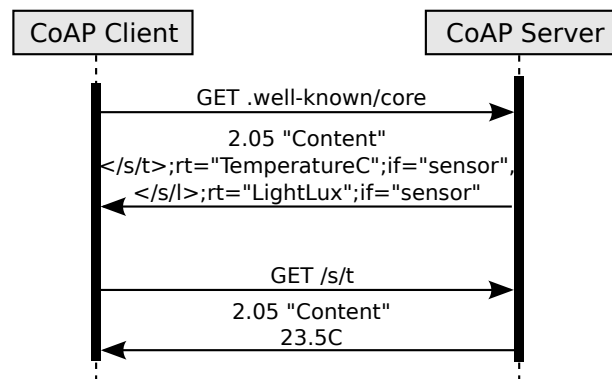 CoAP Client
CoAP Server
GET .well-known/core
2.05 "Content"
</s/t>;rt="TemperatureC";if="sensor",
</s/l>;rt="LightLux";if="sensor"
GET /s/t
2.05 "Content"
23.5C